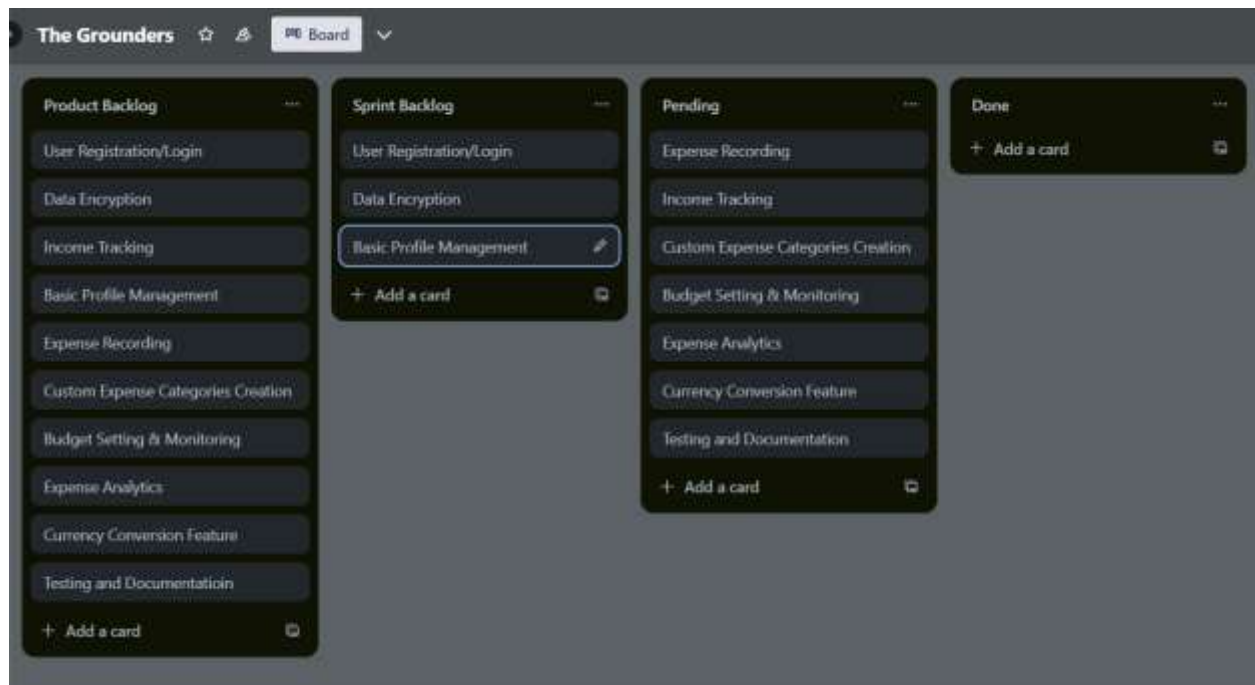 The Grounders
Board
Product Backlog
User Registration/Login
Data Encryption
Income Tracking
Basic Profile Management
Expense Recording
Custom Expense Categories Creation
Budget Setting & Monitoring
Expense Analytics
Currency Conversion Feature
Testing and Documentatioin
+ Add a card
Sprint Backlog
User Registration/Login
Data Encryption
Basic Profile Management
+ Add a card
Pending
Expense Recording
Income Tracking
Custom Expense Categories Creation
Budget Setting & Monitoring
Expense Analytics
Currency Conversion Feature
Testing and Documentation
+ Add a card
Done
+ Add a card